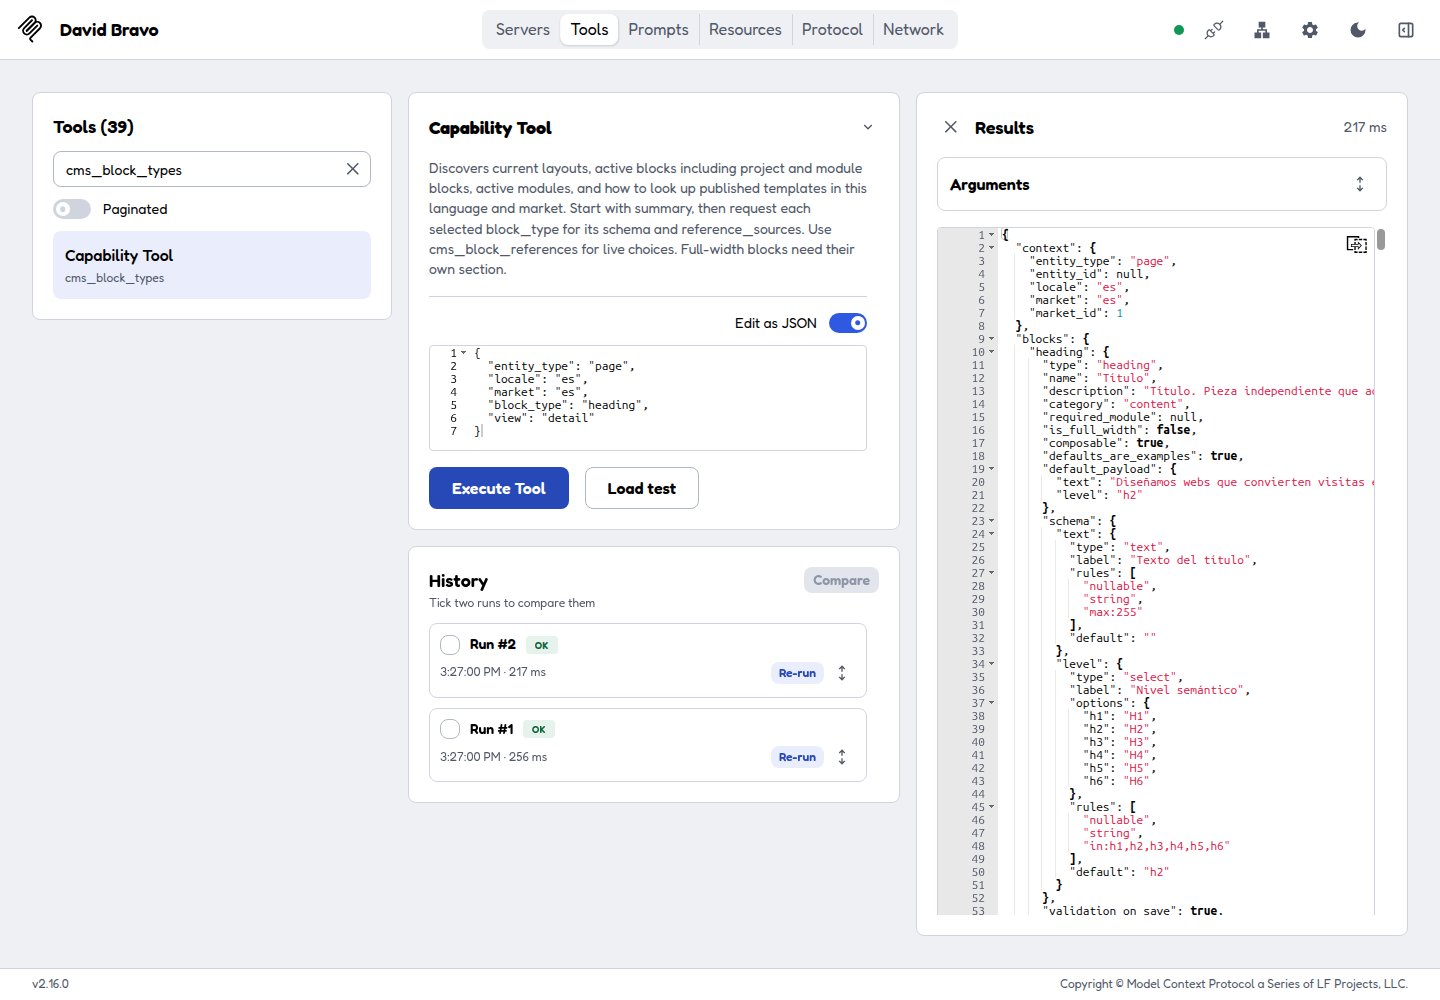 David Bravo
Servers
Tools
Prompts
Resources
Protocol
Network
Tools (39)
cms_block_types
Paginated
Capability Tool
cms_block_types
Capability Tool
Discovers current layouts, active blocks including project and module
blocks, active modules, and how to look up published templates in this
language and market. Start with summary, then request each
selected block_type for its schema and reference_sources. Use
cms_block_references for live choices. Full-width blocks need their
own section.
Edit as JSON
1 {
2 "entity_type": "page",
3 "locale": "es",
4 "market": "es",
5 "block_type": "heading",
6 "view": "detail"
7 }
Execute Tool
Load test
History
Compare
Tick two runs to compare them
Run #2 OK
3:27:00 PM · 217 ms
Re-run
Run #1 OK
3:27:00 PM · 256 ms
Re-run
Results
217 ms
Arguments
1 {
2 "context": {
3 "entity_type": "page",
4 "entity_id": null,
5 "locale": "es",
6 "market": "es",
7 "market_id": 1
8 },
9 "blocks": {
10 "heading": {
11 "type": "heading",
12 "name": "Título",
13 "description": "Título. Pieza independiente que
14 "category": "content",
15 "required_module": null,
16 "is_full_width": false,
17 "composable": true,
18 "defaults_are_examples": true,
19 "default_payload": {
20 "text": "Diseñamos webs que convierten visitas
21 "level": "h2"
22 },
23 "schema": {
24 "text": {
25 "type": "text",
26 "label": "Texto del título",
27 "rules": [
28 "nullable",
29 "string",
30 "max:255"
31 ],
32 "default": ""
33 },
34 "level": {
35 "type": "select",
36 "label": "Nivel semántico",
37 "options": {
38 "h1": "H1",
39 "h2": "H2",
40 "h3": "H3",
41 "h4": "H4",
42 "h5": "H5",
43 "h6": "H6"
44 },
45 "rules": [
46 "nullable",
47 "string",
48 "in:h1,h2,h3,h4,h5,h6"
49 ],
50 "default": "h2"
51 }
52 },
53 "validation_on_save": true,
v2.16.0
Copyright © Model Context Protocol a Series of LF Projects, LLC.